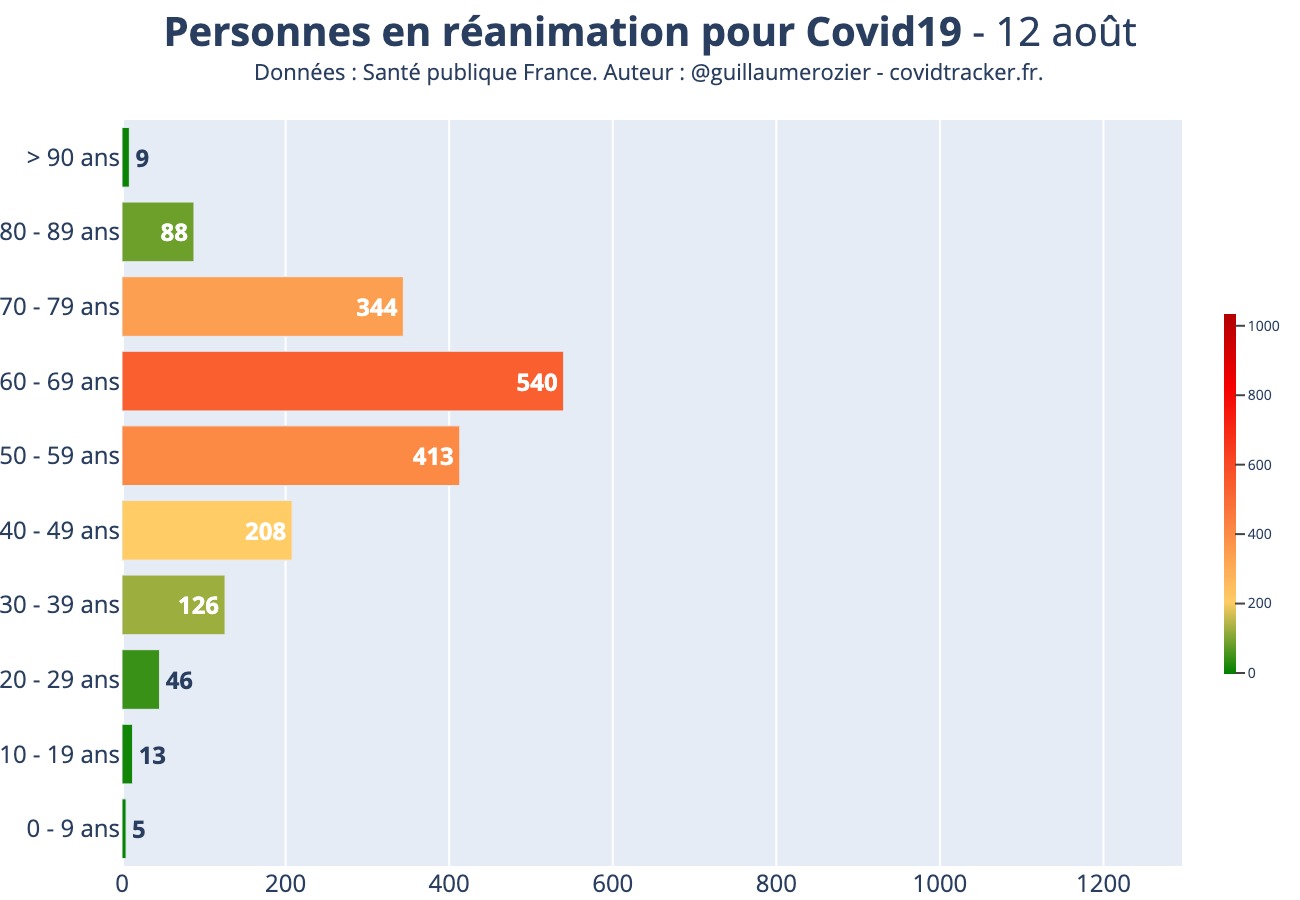 Personnes en réanimation pour Covid19 - 12 août
Données : Santé publique France. Auteur : @guillaumerozier - covidtracker.fr.
> 90 ans 9
80 - 89 ans 88
70 - 79 ans 344
60 - 69 ans 540
50 - 59 ans 413
40 - 49 ans 208
30 - 39 ans 126
20 - 29 ans 46
10 - 19 ans 13
0 - 9 ans 5
0 200 400 600 800 1000 1200
1000
800
600
400
200
0